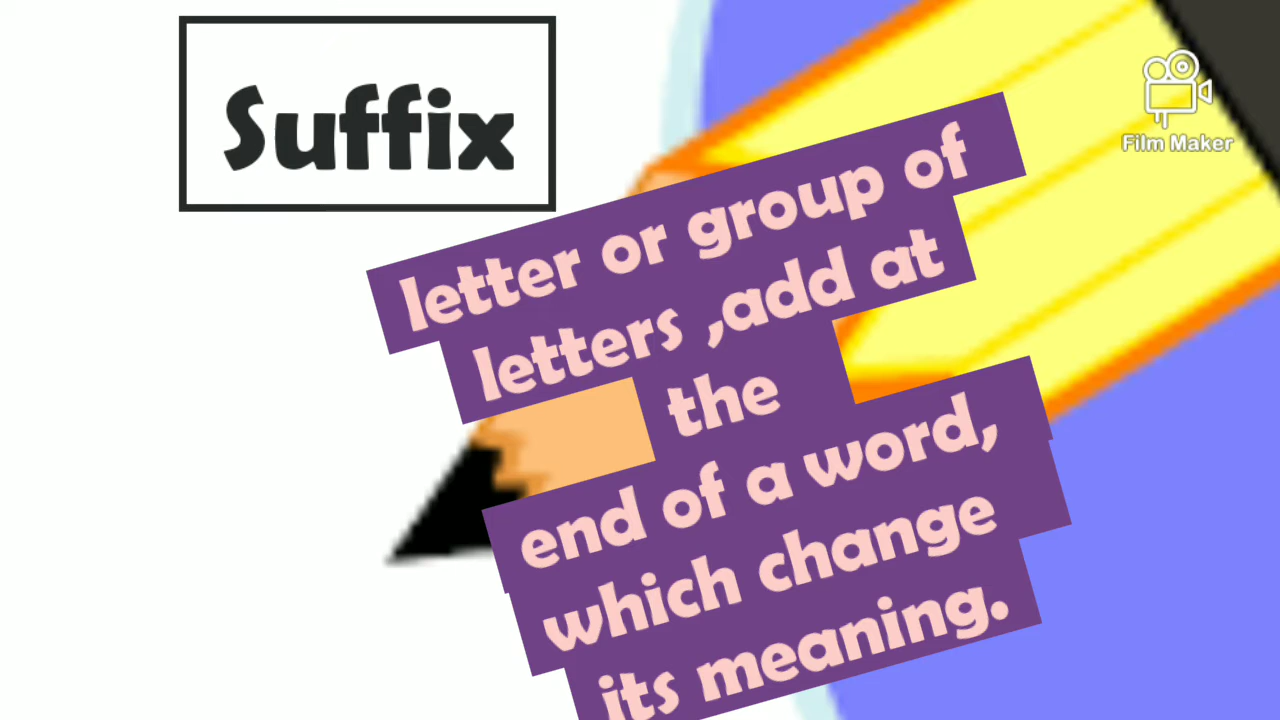 Suffix
Film Maker
letter or group of
letters ,add at
the
end of a word,
which change
its meaning.